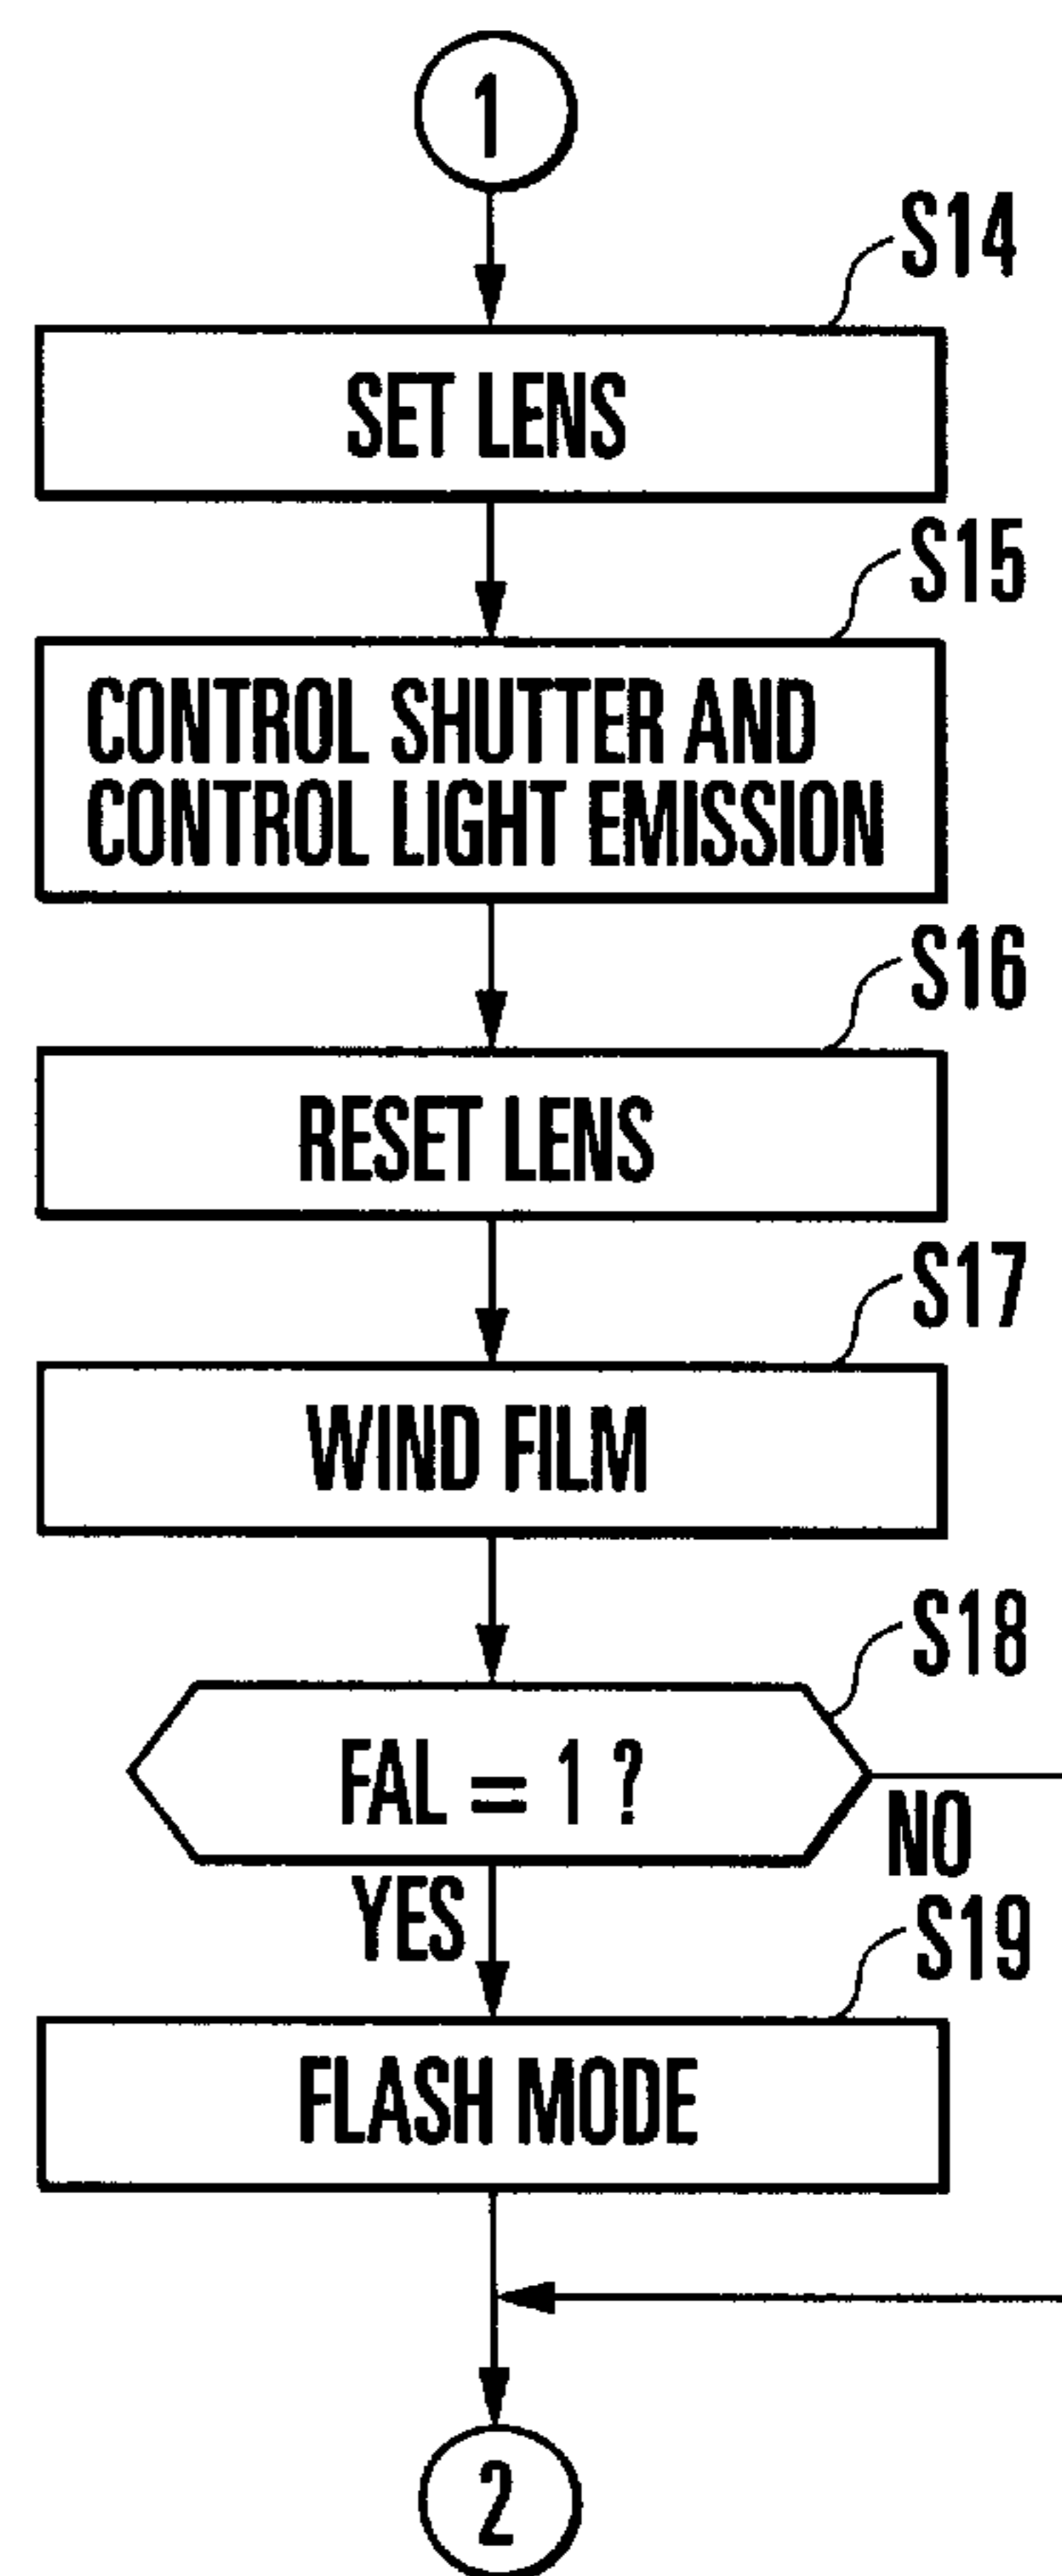 1
S14
SET LENS
S15
CONTROL SHUTTER AND
CONTROL LIGHT EMISSION
S16
RESET LENS
S17
WIND FILM
S18
FAL = 1 ?
NO
YES
S19
FLASH MODE
2